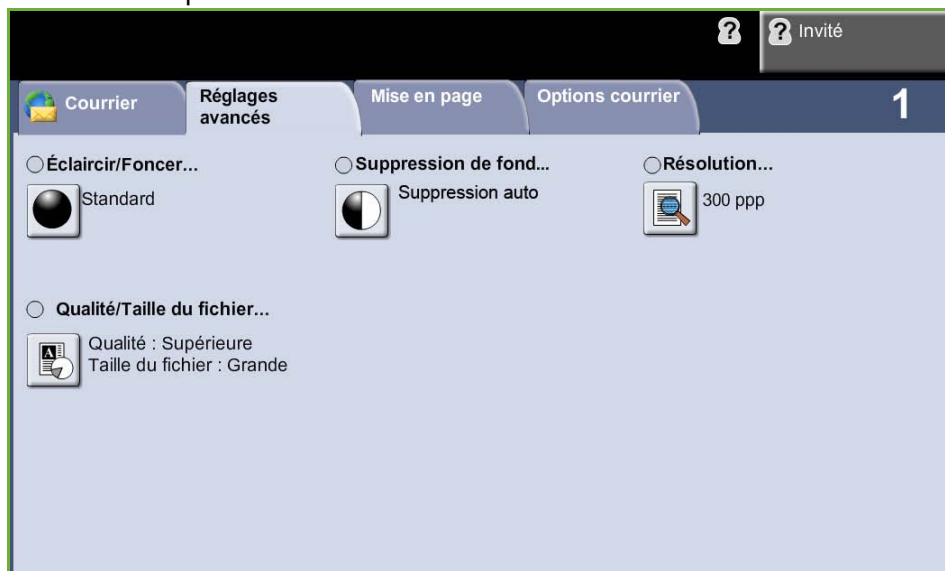 Invité
Courrier
Réglages avancés
Mise en page
Options courrier
1
Éclaircir/Foncer...
Standard
Suppression de fond...
Suppression auto
Résolution...
300 ppp
Qualité/Taille du fichier...
Qualité : Supérieure
Taille du fichier : Grande